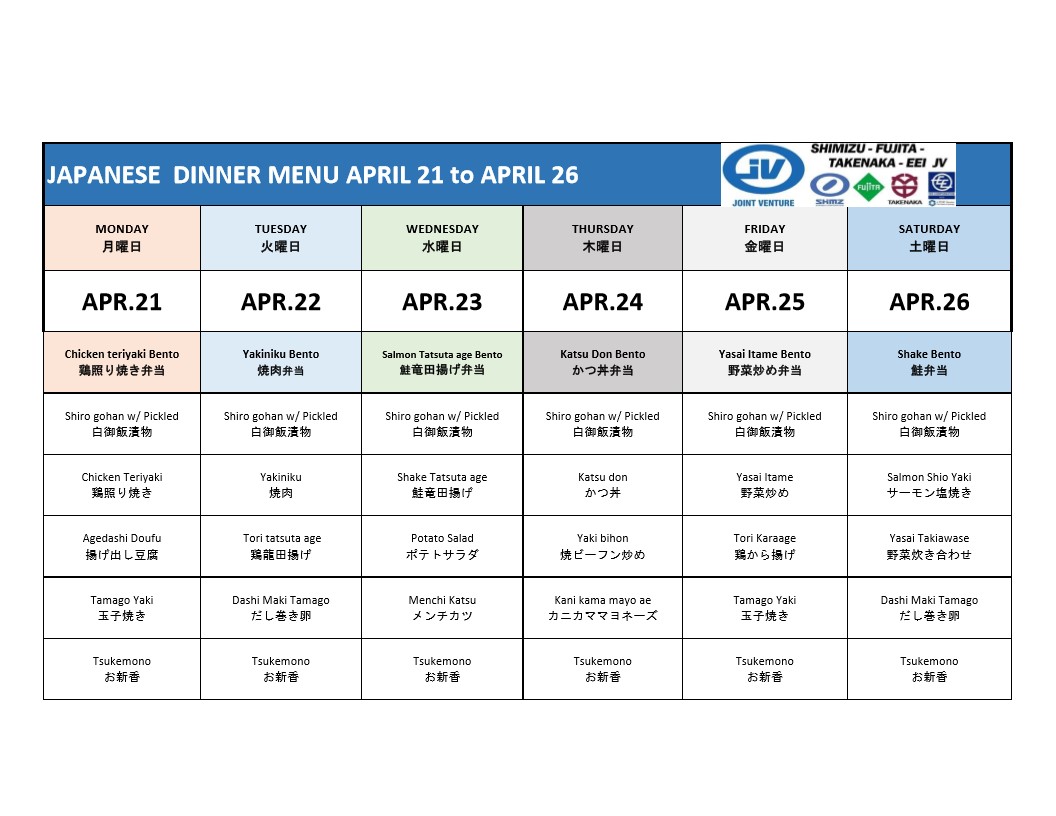 JAPANESE DINNER MENU APRIL 21 to APRIL 26
JV
JOINT VENTURE
SHIMIZU - FUJITA -
TAKENAKA - EEI JV
SHMZ
FUJITA
TAKENAKA
EEI
MONDAY
月曜日
TUESDAY
火曜日
WEDNESDAY
水曜日
THURSDAY
木曜日
FRIDAY
金曜日
SATURDAY
土曜日
APR.21
APR.22
APR.23
APR.24
APR.25
APR.26
Chicken teriyaki Bento
鶏照り焼き弁当
Yakiniku Bento
焼肉弁当
Salmon Tatsuta age Bento
鮭竜田揚げ弁当
Katsu Don Bento
かつ丼弁当
Yasai Itame Bento
野菜炒め弁当
Shake Bento
鮭弁当
Shiro gohan w/ Pickled
白御飯漬物
Shiro gohan w/ Pickled
白御飯漬物
Shiro gohan w/ Pickled
白御飯漬物
Shiro gohan w/ Pickled
白御飯漬物
Shiro gohan w/ Pickled
白御飯漬物
Shiro gohan w/ Pickled
白御飯漬物
Chicken Teriyaki
鶏照り焼き
Yakiniku
焼肉
Shake Tatsuta age
鮭竜田揚げ
Katsu don
かつ丼
Yasai Itame
野菜炒め
Salmon Shio Yaki
サーモン塩焼き
Agedashi Doufu
揚げ出し豆腐
Tori tatsuta age
鶏龍田揚げ
Potato Salad
ポテトサラダ
Yaki bihon
焼ビーフン炒め
Tori Karaage
鶏から揚げ
Yasai Takiawase
野菜炊き合わせ
Tamago Yaki
玉子焼き
Dashi Maki Tamago
だし巻き卵
Menchi Katsu
メンチカツ
Kani kama mayo ae
カニカママヨネーズ
Tamago Yaki
玉子焼き
Dashi Maki Tamago
だし巻き卵
Tsukemono
お新香
Tsukemono
お新香
Tsukemono
お新香
Tsukemono
お新香
Tsukemono
お新香
Tsukemono
お新香